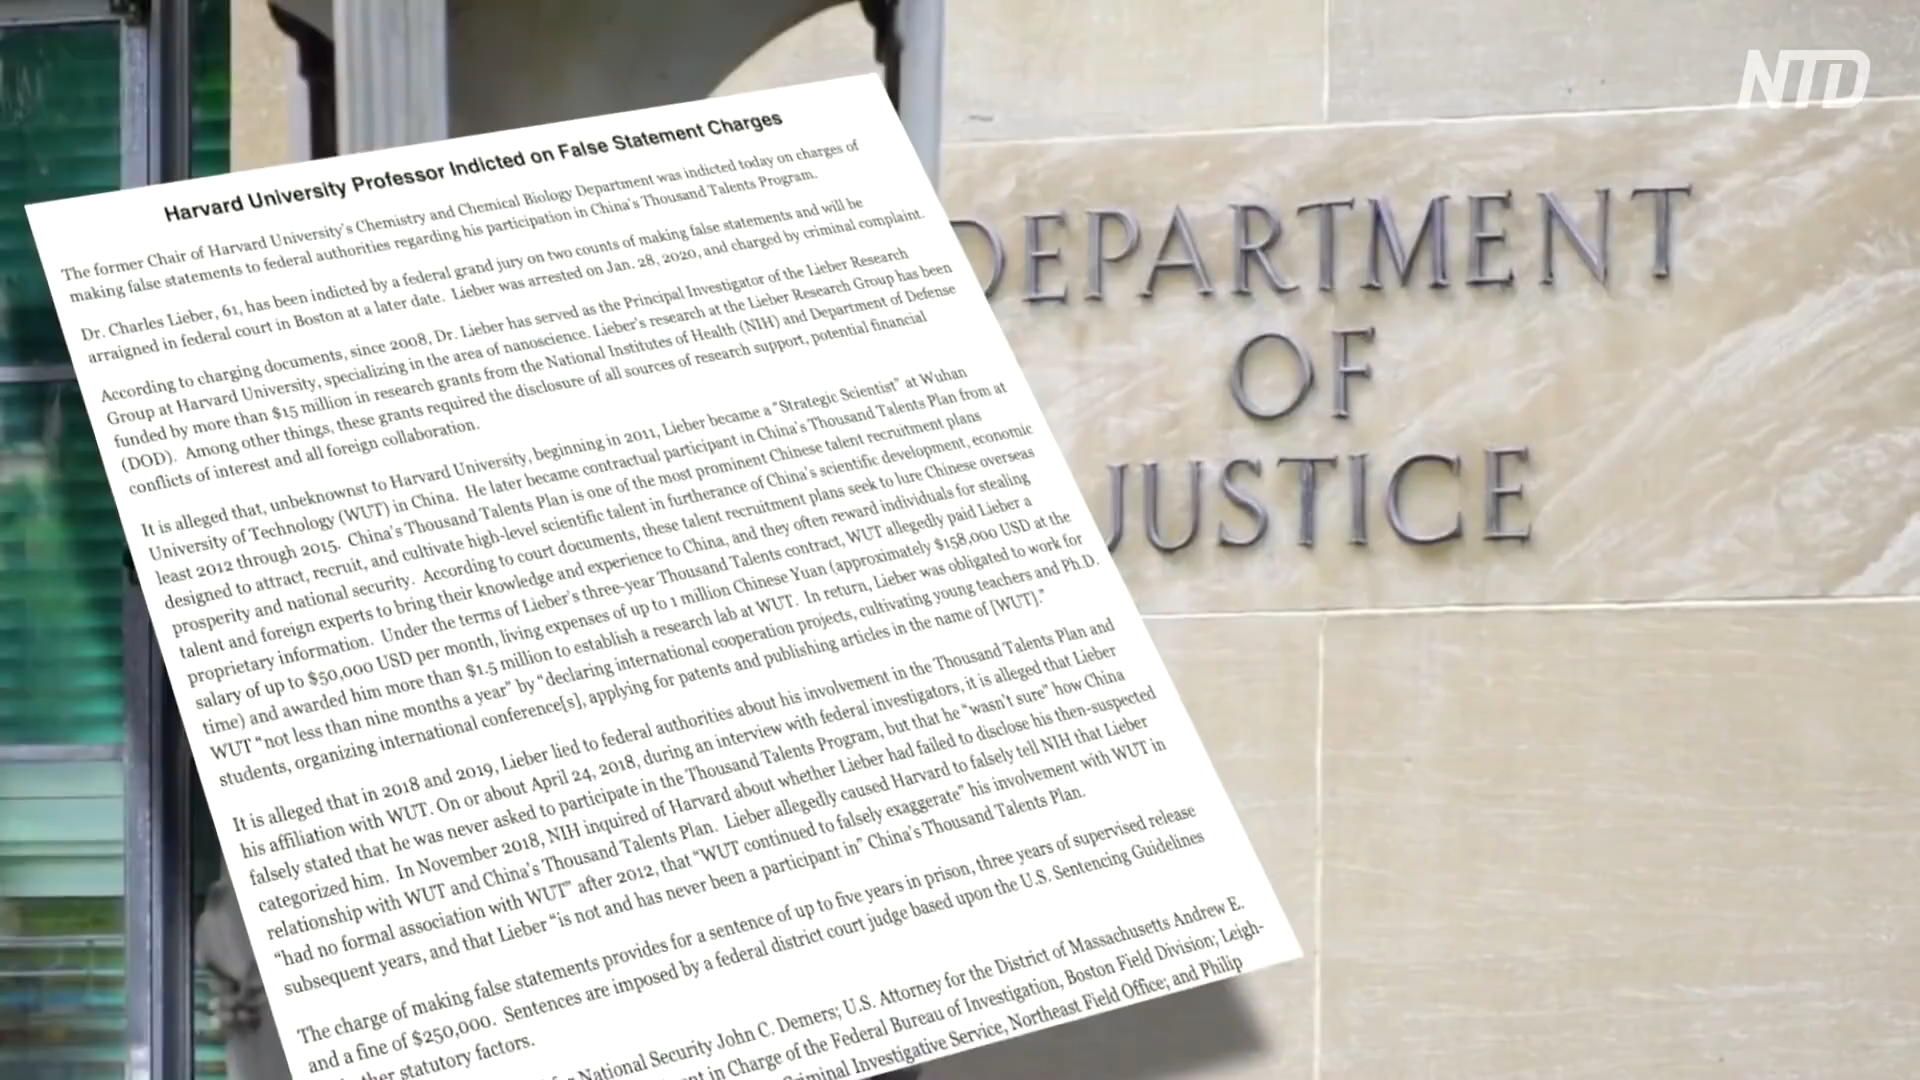 NTD
DEPARTMENT
OF
JUSTICE
Harvard University Professor Indicted on False Statement Charges
The former Chair of Harvard University's Chemistry and Chemical Biology Department was indicted today on charges of
making false statements to federal authorities regarding his participation in China's Thousand Talents Program.
Dr. Charles Lieber, 61, has been indicted by a federal grand jury on two counts of making false statements and will be
arraigned in federal court in Boston at a later date. Lieber was arrested on Jan. 28, 2020, and charged by criminal complaint.
According to charging documents, since 2008, Dr. Lieber has served as the Principal Investigator of the Lieber Research
Group at Harvard University, specializing in the area of nanoscience. Lieber's research at the Lieber Research Group has been
funded by more than $15 million in research grants from the National Institutes of Health (NIH) and Department of Defense
(DOD). Among other things, these grants required the disclosure of all sources of research support, potential financial
conflicts of interest and all foreign collaboration.
It is alleged that, unbeknownst to Harvard University, beginning in 2011, Lieber became a "Strategic Scientist" at Wuhan
University of Technology (WUT) in China. He later became contractual participant in China's Thousand Talents Plan from at
least 2012 through 2015. China's Thousand Talents Plan is one of the most prominent Chinese talent recruitment plans
designed to attract, recruit, and cultivate high-level scientific talent in furtherance of China's scientific development, economic
prosperity and national security. According to court documents, these talent recruitment plans seek to lure Chinese overseas
talent and foreign experts to bring their knowledge and experience to China, and they often reward individuals for stealing
proprietary information. Under the terms of Lieber's three-year Thousand Talents contract, WUT allegedly paid Lieber a
salary of up to $50,000 USD per month, living expenses of up to 1 million Chinese Yuan (approximately $158,000 USD at the
time) and awarded him more than $1.5 million to establish a research lab at WUT. In return, Lieber was obligated to work for
WUT "not less than nine months a year" by "declaring international cooperation projects, cultivating young teachers and Ph.D.
students, organizing international conference[s], applying for patents and publishing articles in the name of [WUT]."
It is alleged that in 2018 and 2019, Lieber lied to federal authorities about his involvement in the Thousand Talents Plan and
his affiliation with WUT. On or about April 24, 2018, during an interview with federal investigators, it is alleged that Lieber
falsely stated that he was never asked to participate in the Thousand Talents Program, but that he "wasn't sure" how China
categorized him. In November 2018, NIH inquired of Harvard about whether Lieber had failed to disclose his then-suspected
relationship with WUT and China's Thousand Talents Plan. Lieber allegedly caused Harvard to falsely tell NIH that Lieber
"had no formal association with WUT" after 2012, that "WUT continued to falsely exaggerate" his involvement with WUT in
subsequent years, and that Lieber "is not and has never been a participant in" China's Thousand Talents Plan.
The charge of making false statements provides for a sentence of up to five years in prison, three years of supervised release
and a fine of $250,000. Sentences are imposed by a federal district court judge based upon the U.S. Sentencing Guidelines
statutory factors.
National Security John C. Demers; U.S. Attorney for the District of Massachusetts Andrew E.
in Charge of the Federal Bureau of Investigation, Boston Field Division; Leigh-
Investigative Service, Northeast Field Office; and Philip